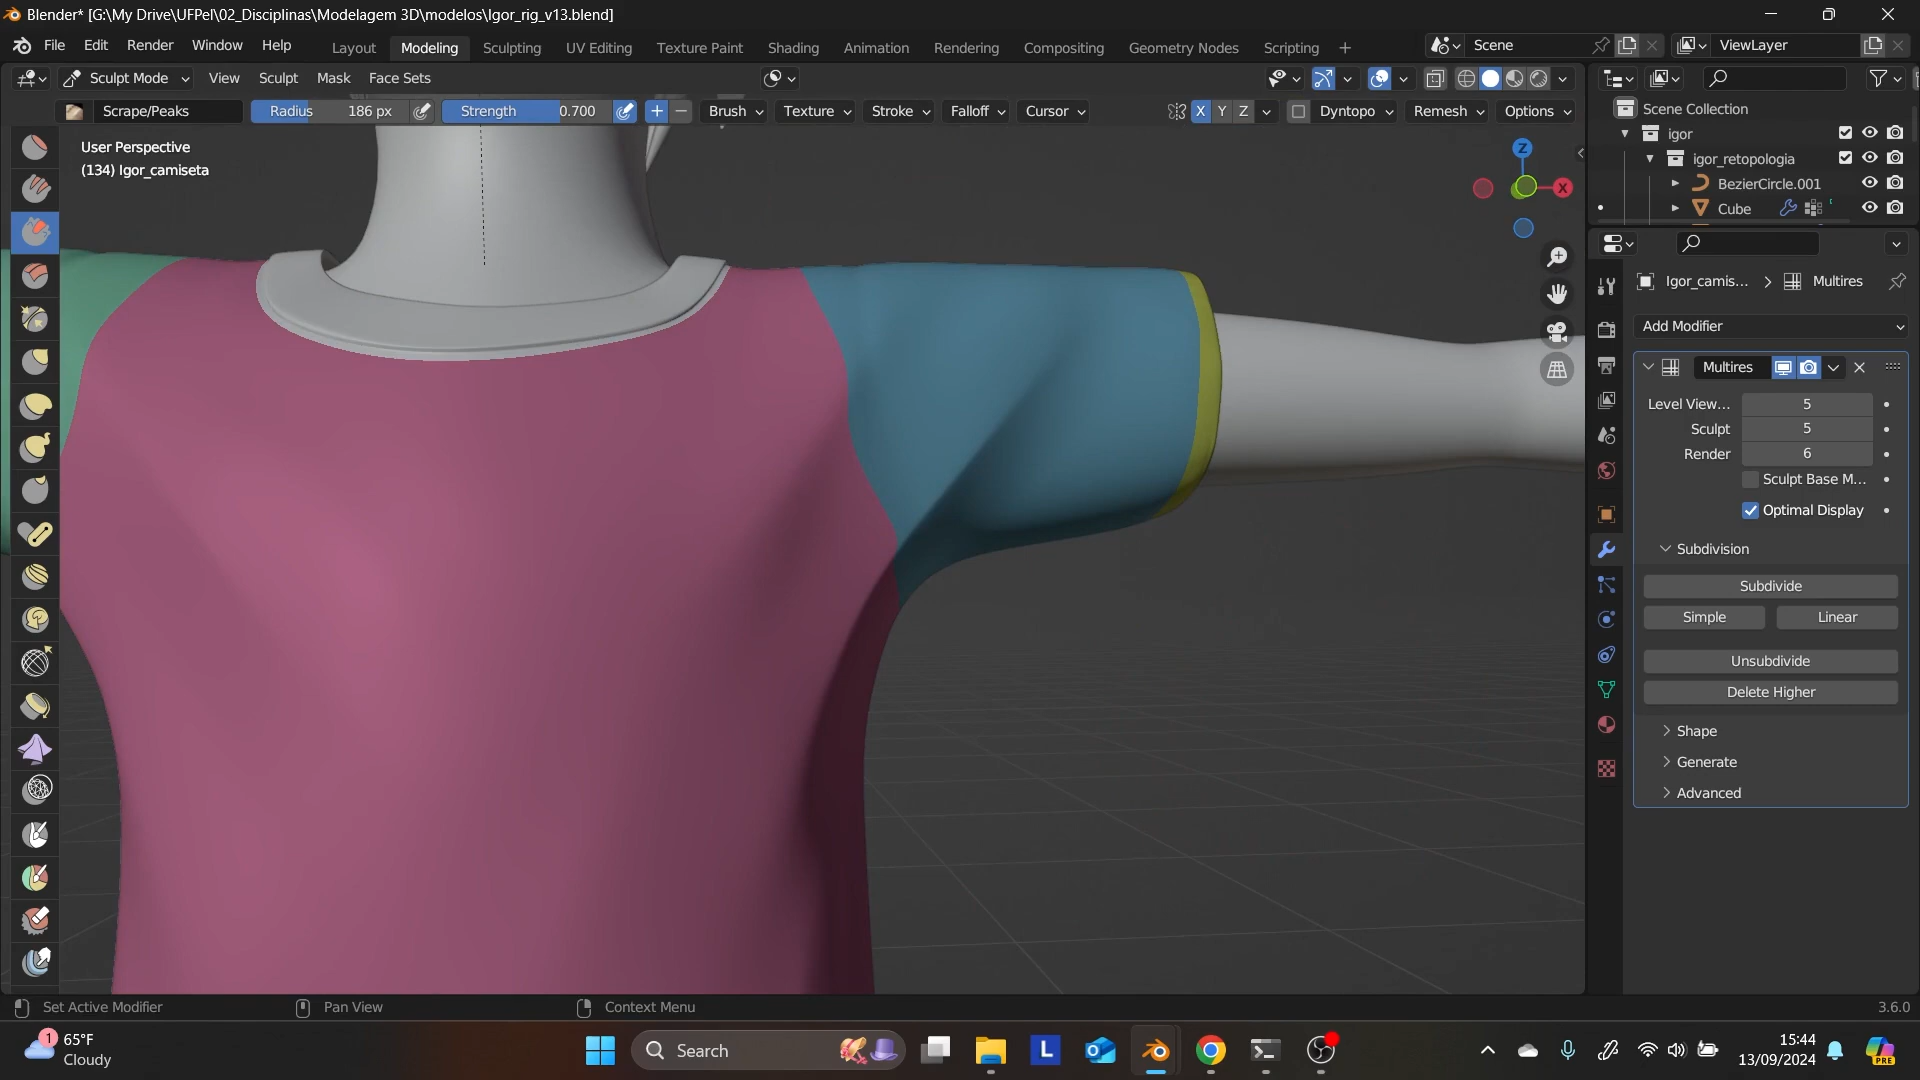 Blender* [G:\My Drive\UFPel\02_Disciplinas\Modelagem 3D\modelos\Igor_rig_v13.blend]
File Edit Render Window Help
Layout Modeling Sculpting UV Editing Texture Paint Shading Animation Rendering Compositing Geometry Nodes Scripting +
Scene
ViewLayer
Sculpt Mode View Sculpt Mask Face Sets
Scrape/Peaks Radius 186 px Strength 0.700 Brush Texture Stroke Falloff Cursor X Y Z Dyntopo Remesh Options
User Perspective
(134) Igor_camiseta
Z
X
Scene Collection
igor
igor_retopologia
BezierCircle.001
Cube
Igor_camis... Multires
Add Modifier
Multires
Level View... 5
Sculpt 5
Render 6
Sculpt Base M...
Optimal Display
Subdivision
Subdivide
Simple Linear
Unsubdivide
Delete Higher
Shape
Generate
Advanced
Set Active Modifier Pan View Context Menu 3.6.0
1
65°F
Cloudy
Search
L
15:44
13/09/2024
PRE